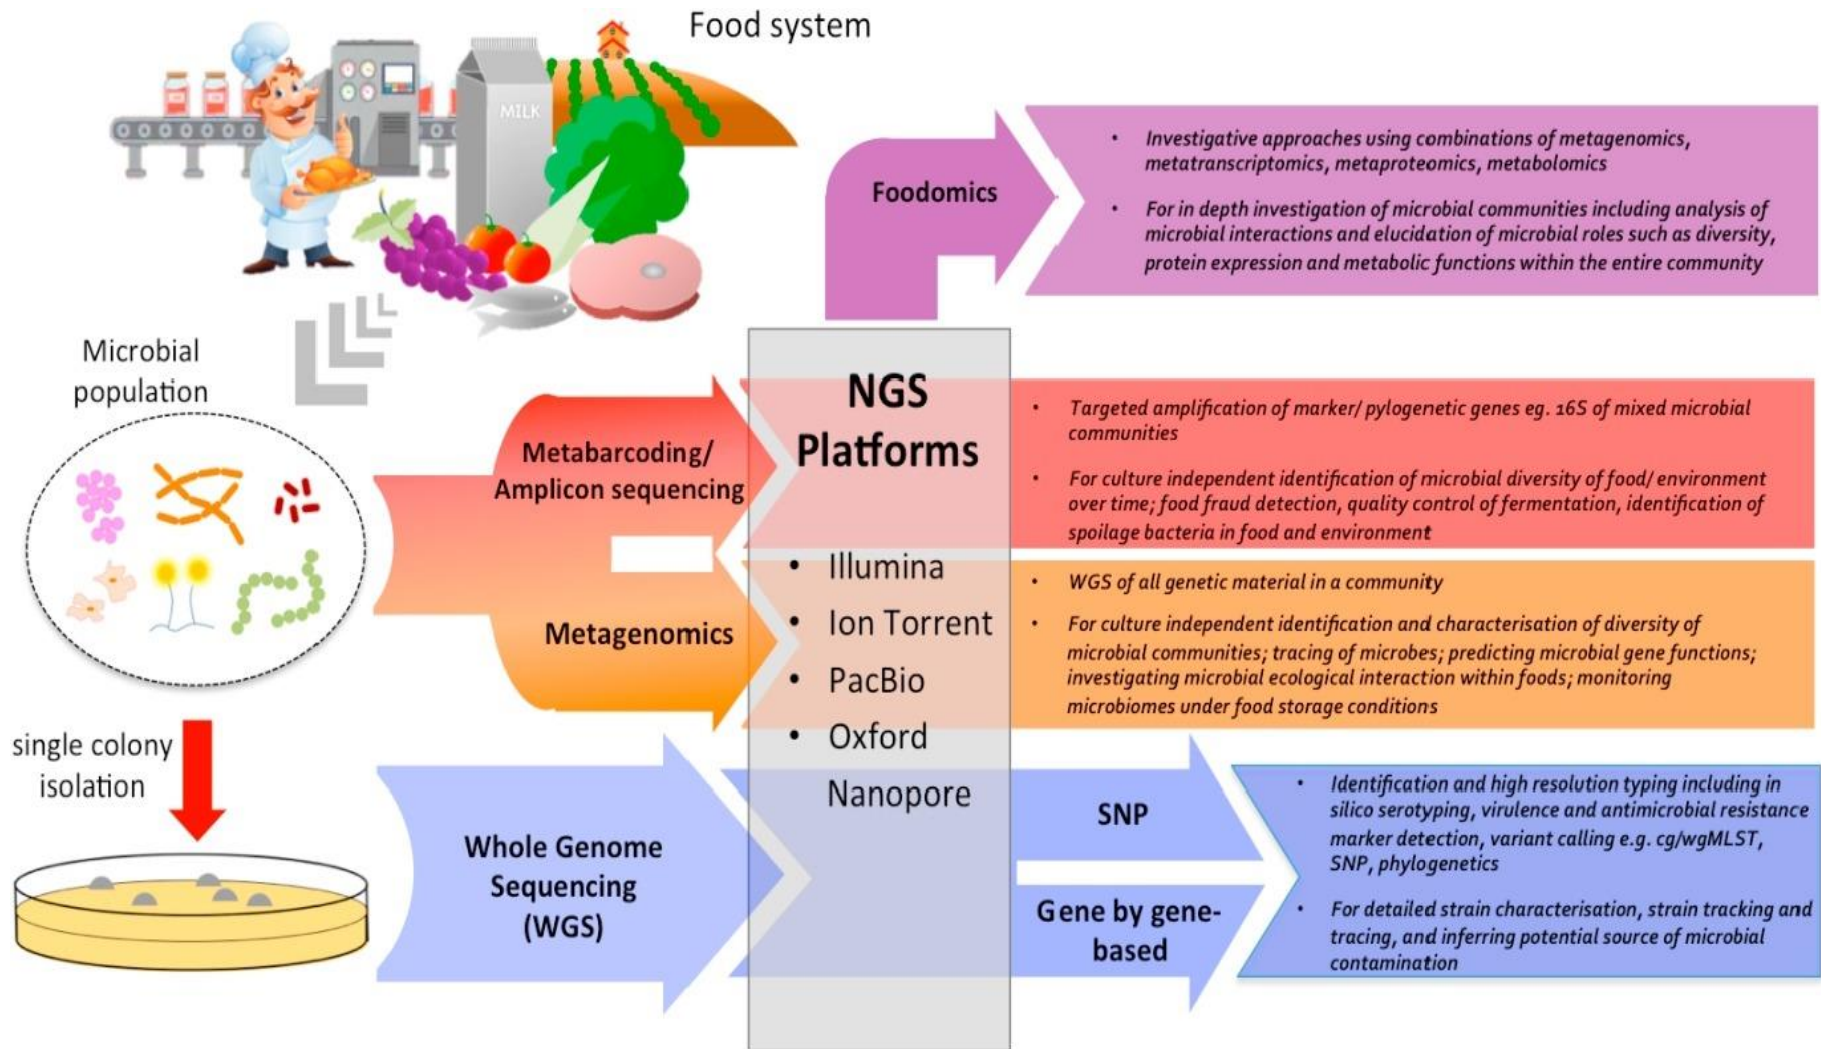 Food system
MILK
Foodomics
• Investigative approaches using combinations of metagenomics,
metatranscriptomics, metaproteomics, metabolomics
• For in depth investigation of microbial communities including analysis of
microbial interactions and elucidation of microbial roles such as diversity,
protein expression and metabolic functions within the entire community
Microbial
population
NGS
Platforms
• Illumina
• Ion Torrent
• PacBio
• Oxford
Nanopore
Metabarcoding/
Amplicon sequencing
• Targeted amplification of marker/ pylogenetic genes eg. 16S of mixed microbial
communities
• For culture independent identification of microbial diversity of food/ environment
over time; food fraud detection, quality control of fermentation, identification of
spoilage bacteria in food and environment
Metagenomics
• WGS of all genetic material in a community
• For culture independent identification and characterisation of diversity of
microbial communities; tracing of microbes; predicting microbial gene functions;
investigating microbial ecological interaction within foods; monitoring
microbiomes under food storage conditions
single colony
isolation
Whole Genome
Sequencing
(WGS)
SNP
Gene by gene-
based
• Identification and high resolution typing including in
silico serotyping, virulence and antimicrobial resistance
marker detection, variant calling e.g. cg/wgMLST,
SNP, phylogenetics
• For detailed strain characterisation, strain tracking and
tracing, and inferring potential source of microbial
contamination